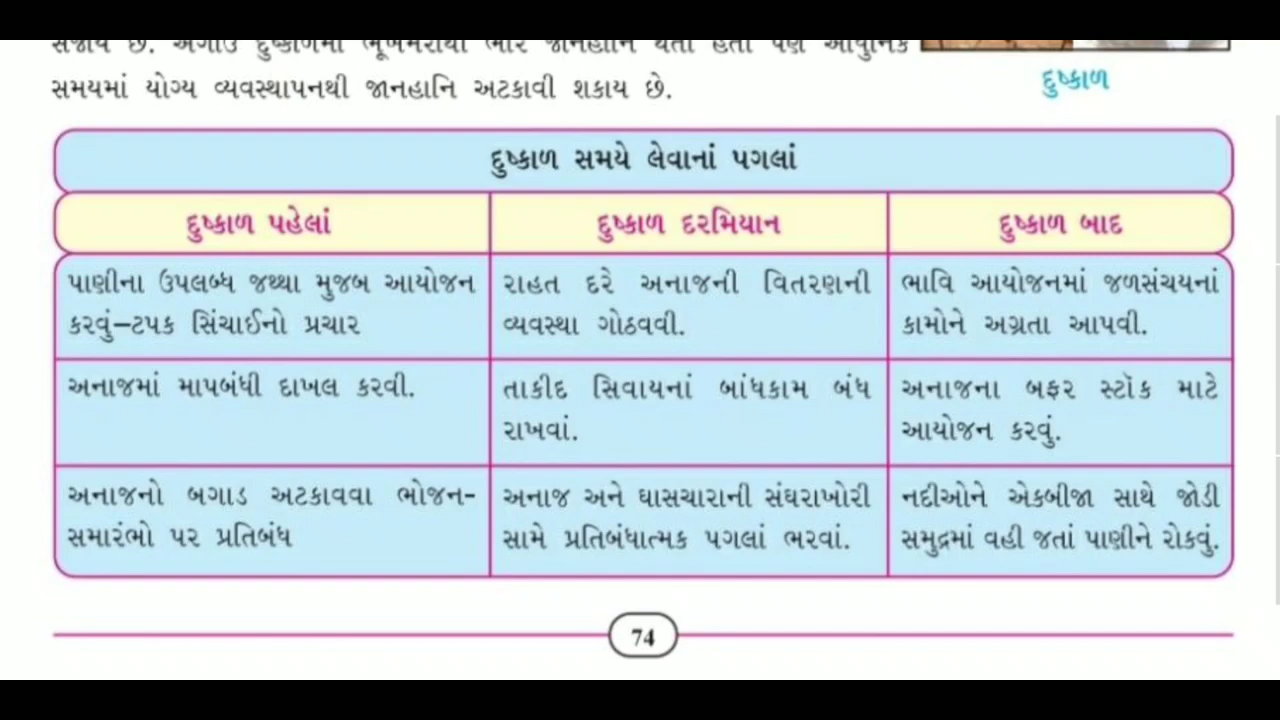 સમયમાં યોગ્ય વ્યવસ્થાપનથી જાનહાનિ અટકાવી શકાય છે.
દુષ્કાળ
દુષ્કાળ સમયે લેવાનાં પગલાં
દુષ્કાળ પહેલાં
દુષ્કાળ દરમિયાન
દુષ્કાળ બાદ
પાણીના ઉપલબ્ધ જથ્થા મુજબ આયોજન
કરવું–ટપક સિંચાઈનો પ્રચાર
રાહત દરે અનાજની વિતરણની
વ્યવસ્થા ગોઠવવી.
ભાવિ આયોજનમાં જળસંચયનાં
કામોને અગ્રતા આપવી.
અનાજમાં માપબંધી દાખલ કરવી.
તાકીદ સિવાયનાં બાંધકામ બંધ
રાખવાં.
અનાજના બફર સ્ટૉક માટે
આયોજન કરવું.
અનાજનો બગાડ અટકાવવા ભોજન-
સમારંભો પર પ્રતિબંધ
અનાજ અને ઘાસચારાની સંઘરાખોરી
સામે પ્રતિબંધાત્મક પગલાં ભરવાં.
નદીઓને એકબીજા સાથે જોડી
સમુદ્રમાં વહી જતાં પાણીને રોકવું.
74